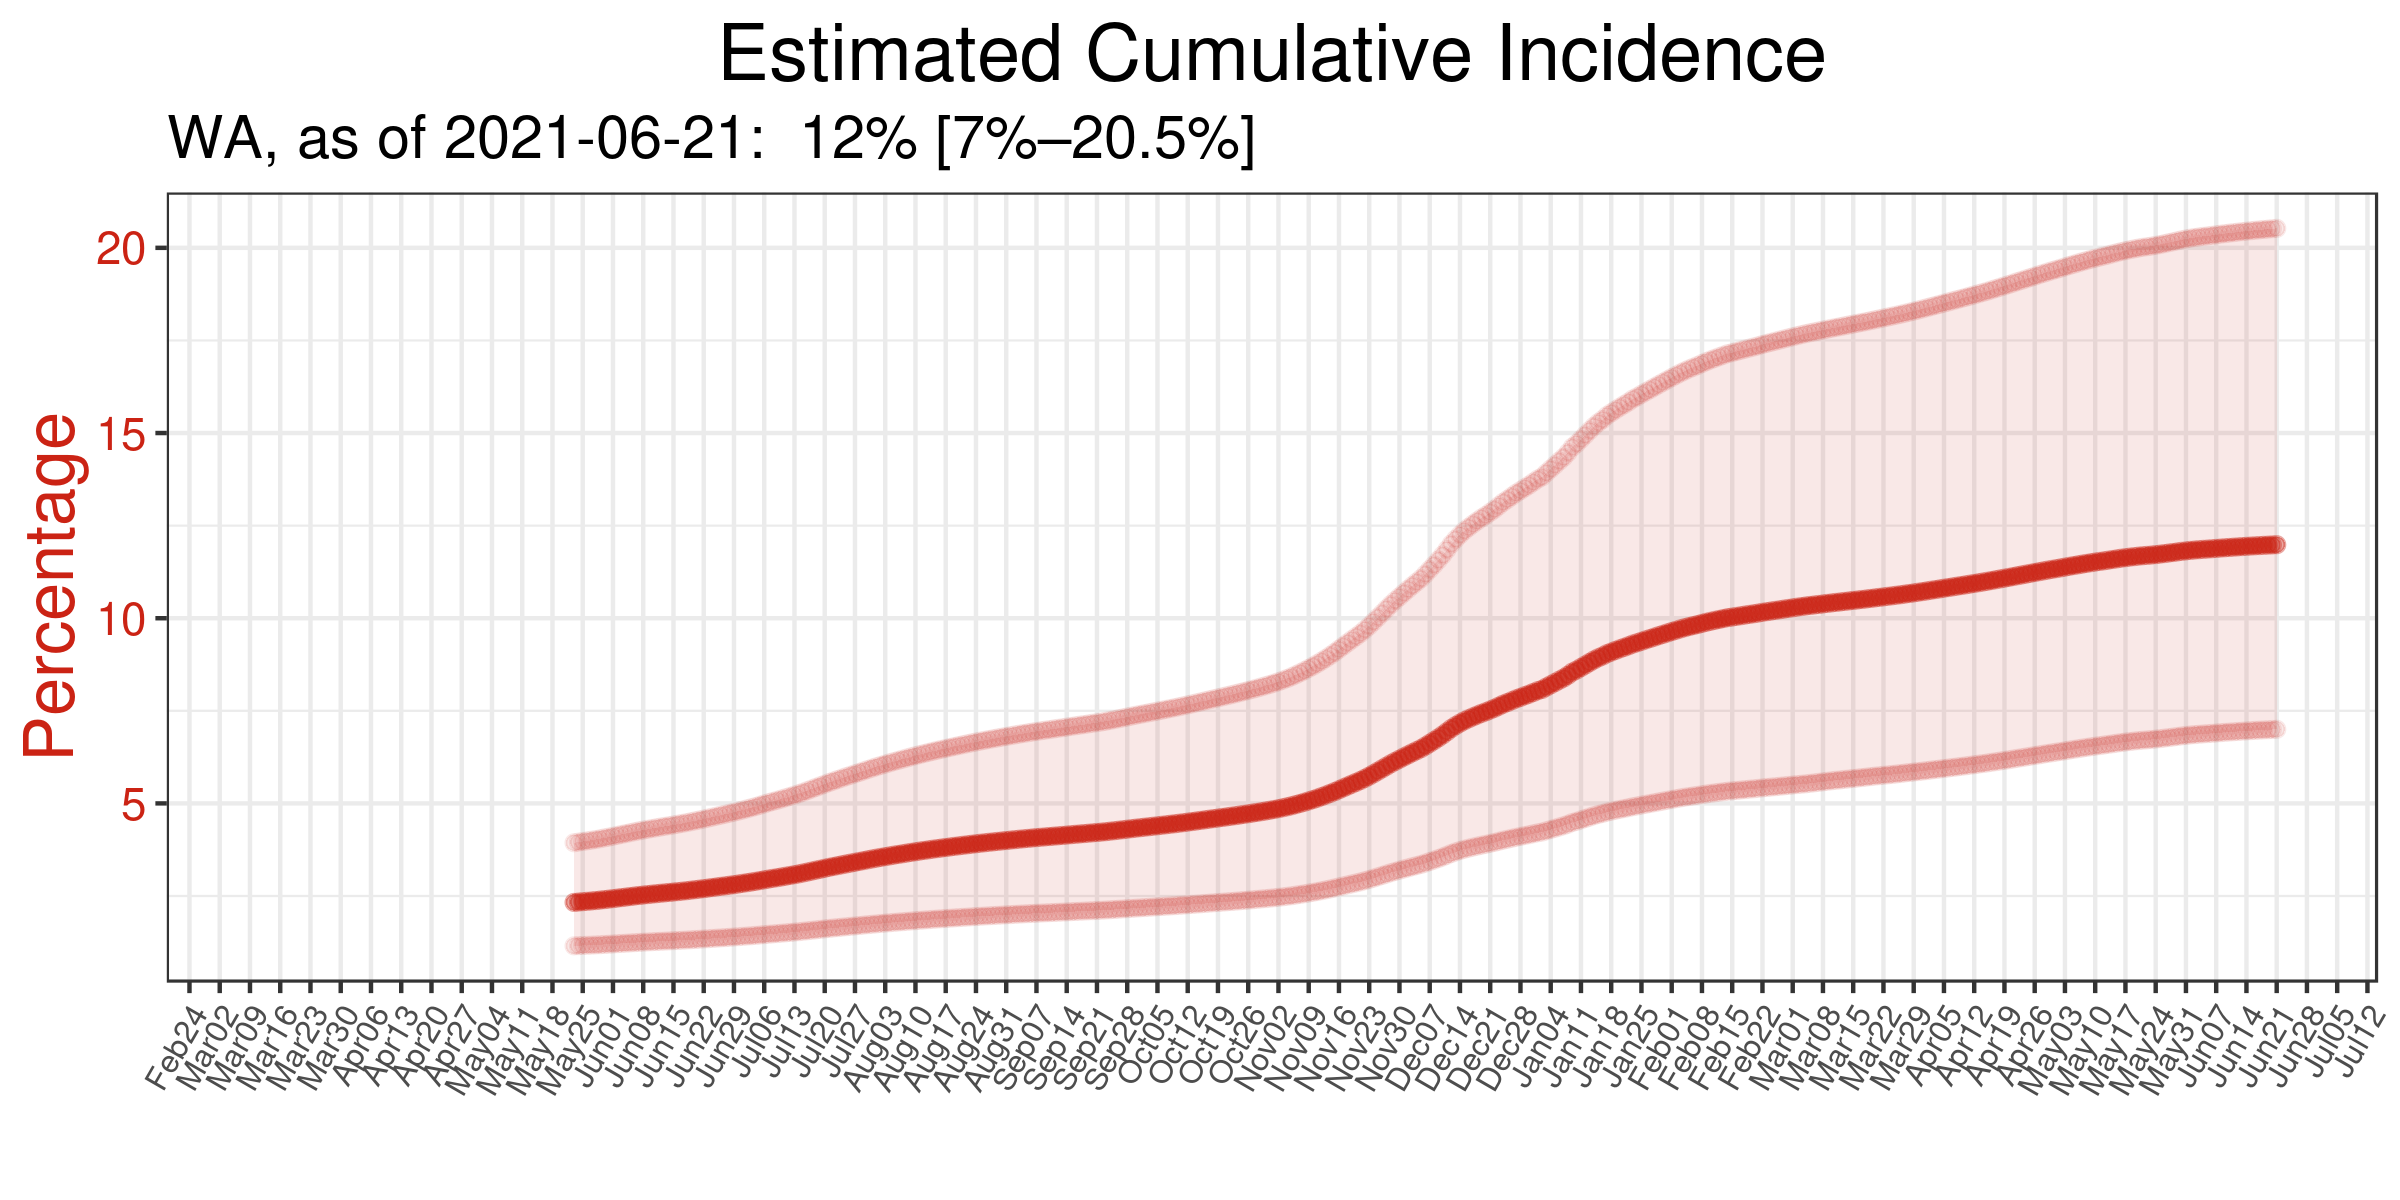 Estimated Cumulative Incidence
WA, as of 2021-06-21:  12% [7%–20.5%]
Percentage
20
15
10
5
Feb24
Mar02
Mar09
Mar16
Mar23
Mar30
Apr06
Apr13
Apr20
Apr27
May04
May11
May18
May25
Jun01
Jun08
Jun15
Jun22
Jun29
Jul06
Jul13
Jul20
Jul27
Aug03
Aug10
Aug17
Aug24
Aug31
Sep07
Sep14
Sep21
Sep28
Oct05
Oct12
Oct19
Oct26
Nov02
Nov09
Nov16
Nov23
Nov30
Dec07
Dec14
Dec21
Dec28
Jan04
Jan11
Jan18
Jan25
Feb01
Feb08
Feb15
Feb22
Mar01
Mar08
Mar15
Mar22
Mar29
Apr05
Apr12
Apr19
Apr26
May03
May10
May17
May24
May31
Jun07
Jun14
Jun21
Jun28
Jul05
Jul12